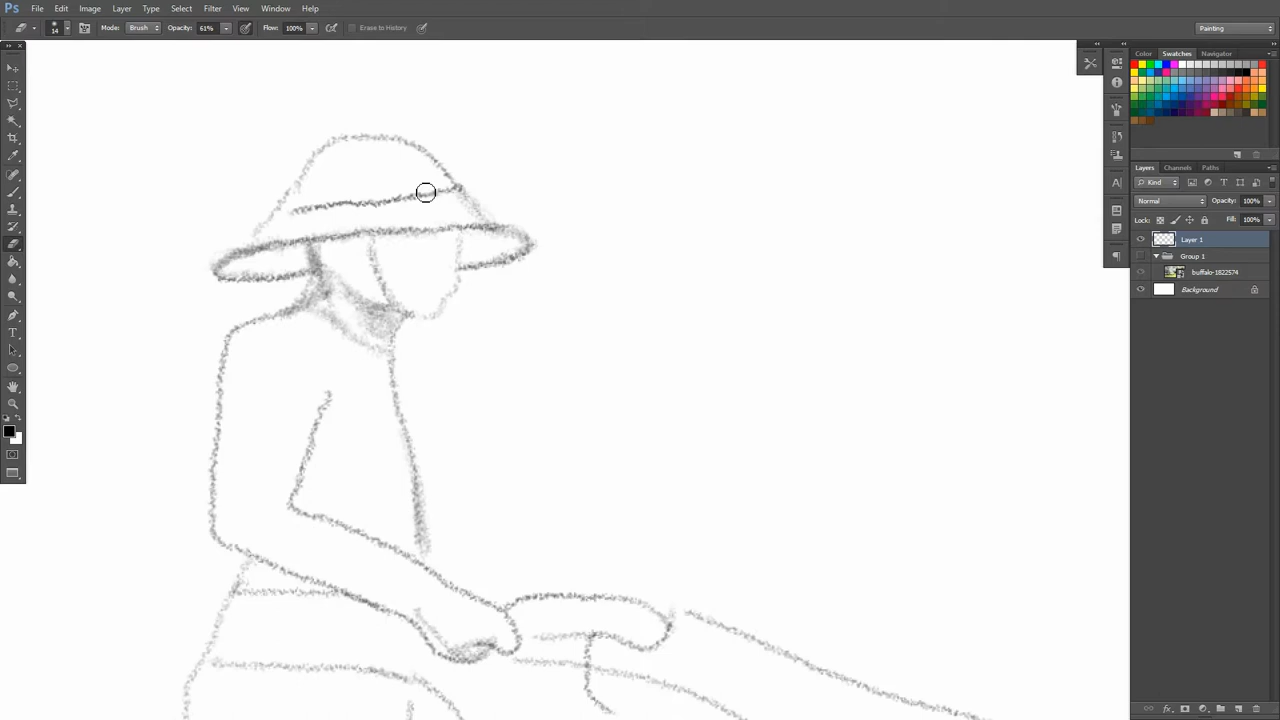 Ps File Edit Image Layer Type Select Filter View Window Help
14 Mode: Brush Opacity: 61% Flow: 100% Erase to History Painting
Color Swatches Navigator
Layers Channels Paths
Kind
Normal Opacity: 100%
Lock: Fill: 100%
Layer 1
Group 1
buffalo-1822574
Background